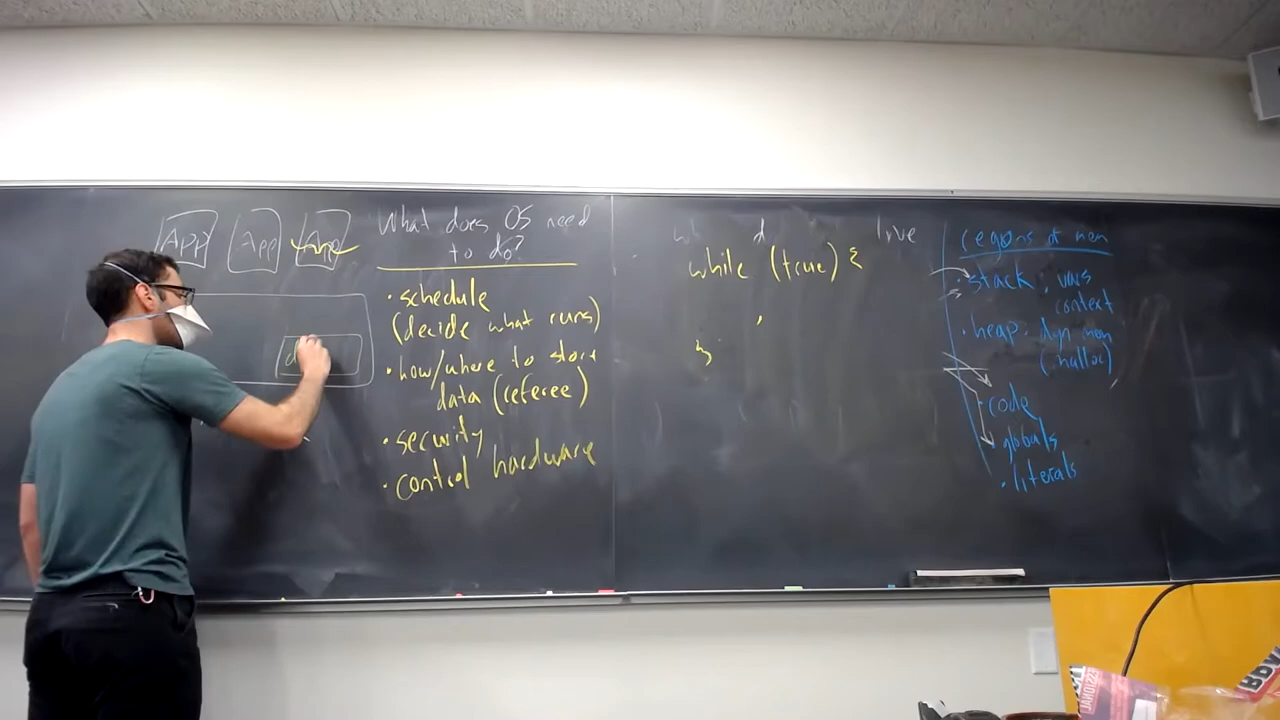 App App App
What does OS need
to do?
• schedule
(decide what runs)
• how/where to store
data (referee)
• security
• control hardware
d
d live
while (true) {
}
regions of mem
• stack: vars
context
• heap: dyn mem
(malloc)
• code
• globals
• literals